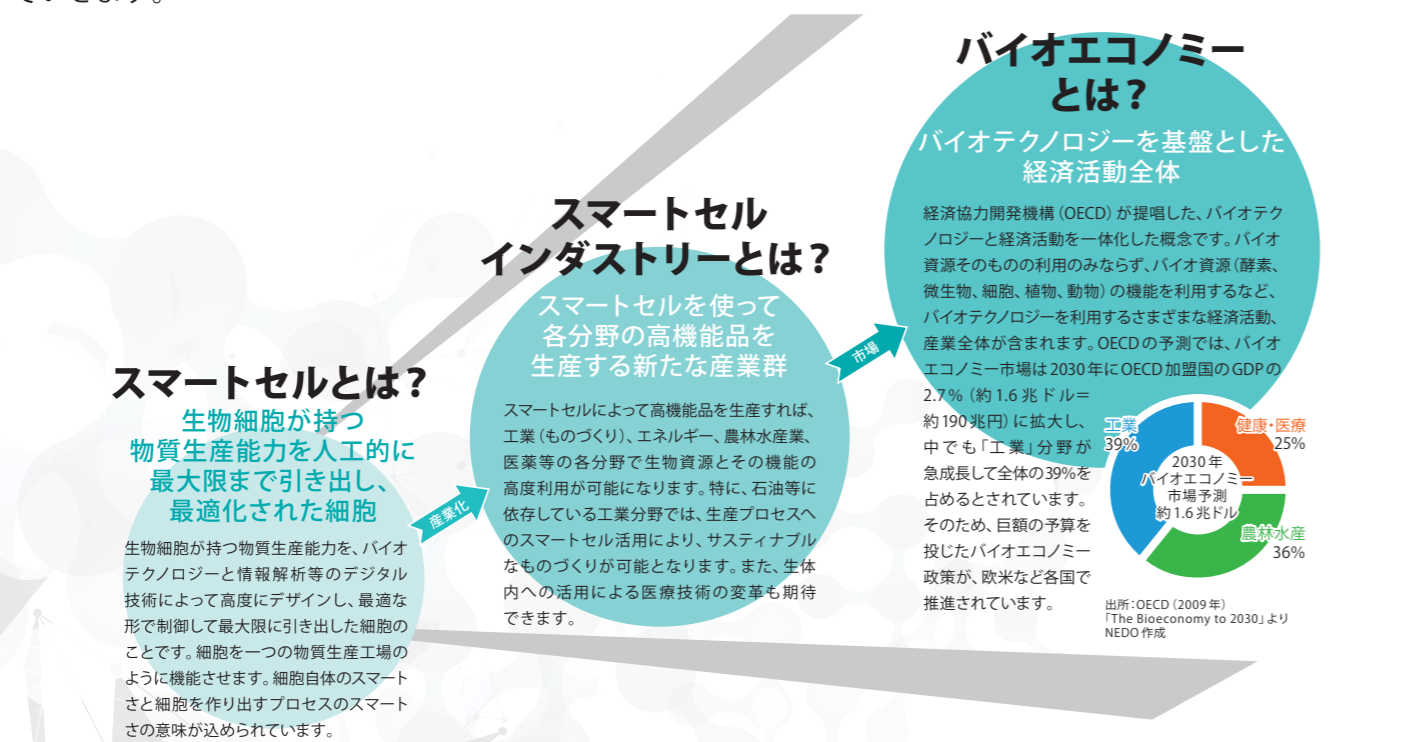 ていきます。
スマートセルとは？
生物細胞が持つ
物質生産能力を人工的に
最大限まで引き出し、
最適化された細胞
生物細胞が持つ物質生産能力を、バイオ
テクノロジーと情報解析等のデジタル
技術によって高度にデザインし、最適な
形で制御して最大限に引き出した細胞の
ことです。細胞を一つの物質生産工場の
ように機能させます。細胞自体のスマート
さと細胞を作り出すプロセスのスマート
さの意味が込められています。
産業化
スマートセル
インダストリーとは？
スマートセルを使って
各分野の高機能品を
生産する新たな産業群
スマートセルによって高機能品を生産すれば、
工業（ものづくり）、エネルギー、農林水産業、
医薬等の各分野で生物資源とその機能の
高度利用が可能になります。特に、石油等に
依存している工業分野では、生産プロセスへ
のスマートセル活用により、サスティナブル
なものづくりが可能となります。また、生体
内への活用による医療技術の変革も期待
できます。
市場
バイオエコノミー
とは？
バイオテクノロジーを基盤とした
経済活動全体
経済協力開発機構（OECD）が提唱した、バイオテク
ノロジーと経済活動を一体化した概念です。バイオ
資源そのものの利用のみならず、バイオ資源（酵素、
微生物、細胞、植物、動物）の機能を利用するなど、
バイオテクノロジーを利用するさまざまな経済活動、
産業全体が含まれます。OECDの予測では、バイオ
エコノミー市場は2030年にOECD加盟国のGDPの
2.7％（約1.6兆ドル＝
約190兆円）に拡大し、
中でも「工業」分野が
急成長して全体の39%を
占めるとされています。
そのため、巨額の予算を
投じたバイオエコノミー
政策が、欧米など各国で
推進されています。
工業
39%
健康・医療
25%
農林水産
36%
2030年
バイオエコノミー
市場予測
約1.6兆ドル
出所：OECD（2009年）
「The Bioeconomy to 2030」より
NEDO作成